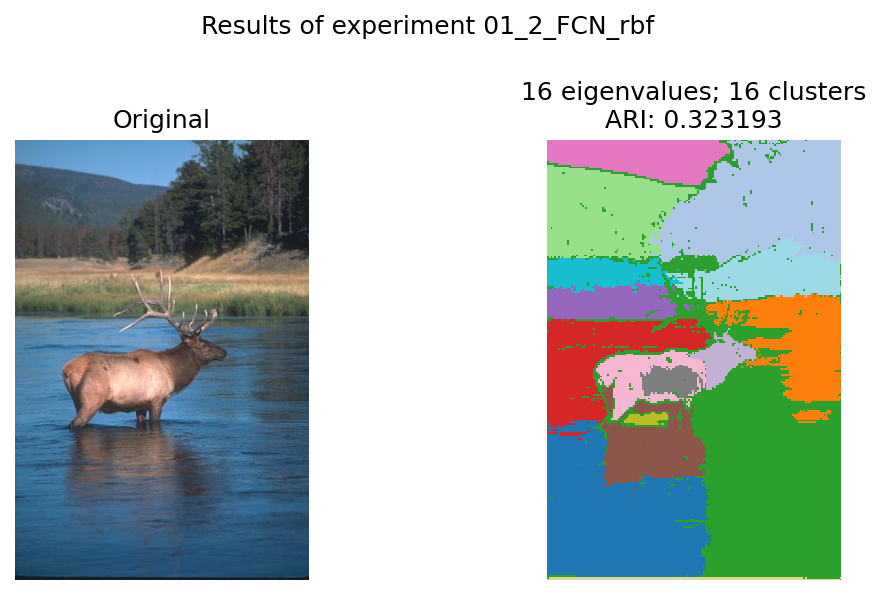 Results of experiment 01_2_FCN_rbf
Original
16 eigenvalues; 16 clusters
ARI: 0.323193